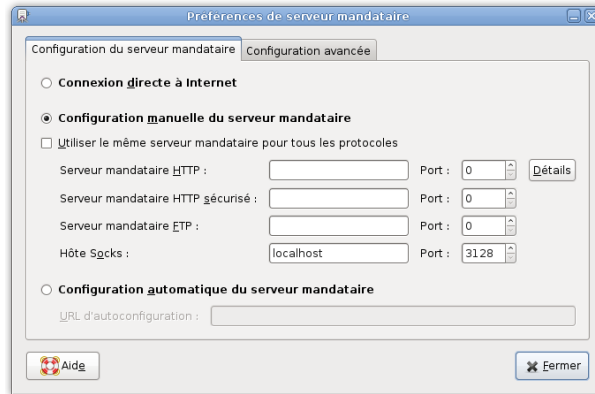 Preferences de serveur mandataire
Configuration du serveur mandataire Configuration avancée
Connexion directe à Internet
Configuration manuelle du serveur mandataire
Utiliser le même serveur mandataire pour tous les protocoles
Serveur mandataire HTTP : Port : 0 Détails
Serveur mandataire HTTP sécurisé : Port : 0
Serveur mandataire FTP : Port : 0
Hôte Socks : localhost Port : 3128
Configuration automatique du serveur mandataire
URL d'autoconfiguration :
Aide Fermer